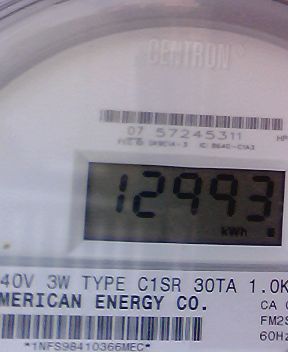 CENTRON
07 57245311
12993
kWh
40V 3W TYPE C1SR 30TA 1.0K
MERICAN ENERGY CO. CA
FM2S
60Hz
*1NFS98410366MEC*